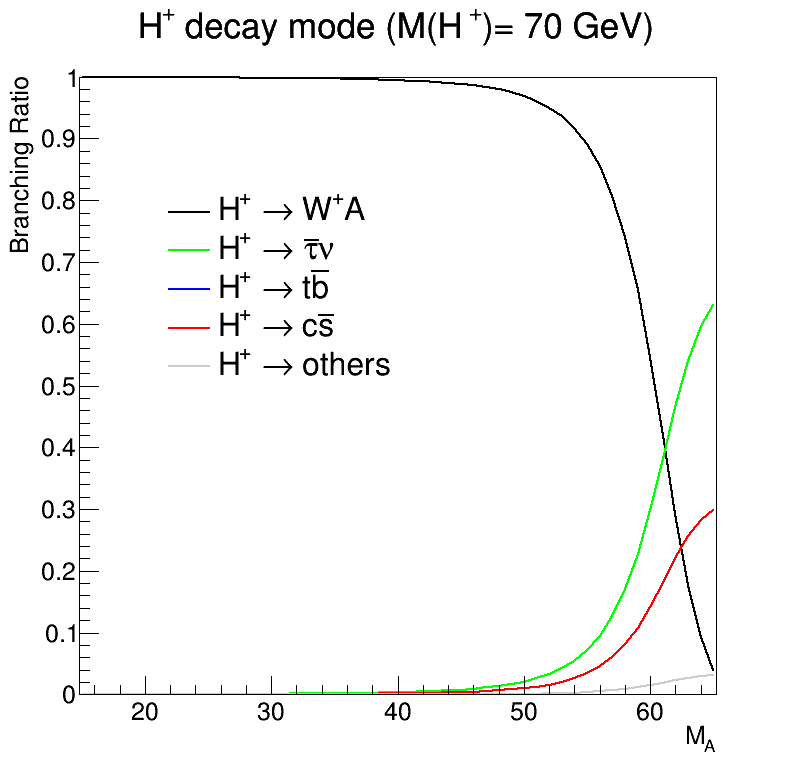 H⁺ decay mode (M(H⁺)= 70 GeV)
Branching Ratio
1
0.9
0.8
0.7
0.6
0.5
0.4
0.3
0.2
0.1
0
H⁺ → W⁺A
H⁺ → τ̅ν
H⁺ → tb̅
H⁺ → cs̅
H⁺ → others
20 30 40 50 60
M_A